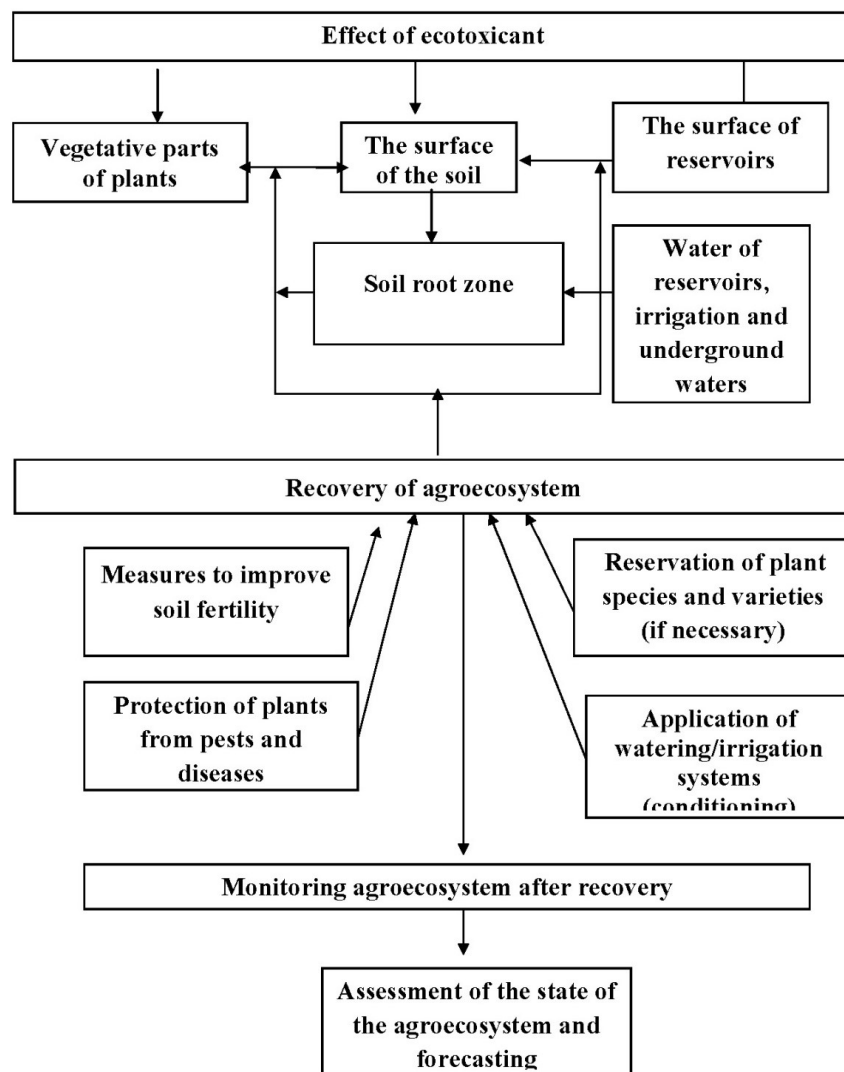 Effect of ecotoxicant
Vegetative parts
of plants
The surface
of the soil
The surface of
reservoirs
Soil root zone
Water of
reservoirs,
irrigation and
underground
waters
Recovery of agroecosystem
Measures to improve
soil fertility
Reservation of plant
species and varieties
(if necessary)
Protection of plants
from pests and
diseases
Application of
watering/irrigation
systems
(conditioning)
Monitoring agroecosystem after recovery
Assessment of the state of
the agroecosystem and
forecasting